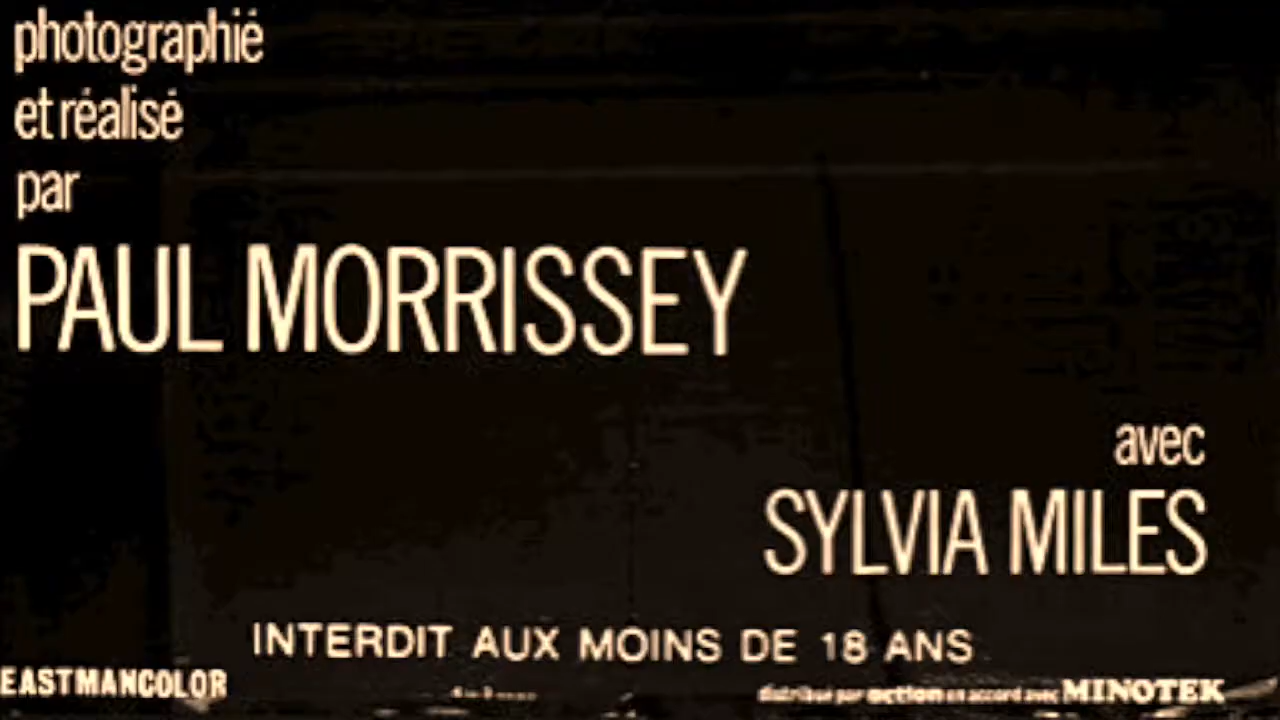 photographié
et réalisé
par
PAUL MORRISSEY
avec
SYLVIA MILES
INTERDIT AUX MOINS DE 18 ANS
EASTMANCOLOR
distribué par action en accord avec MINOTEK